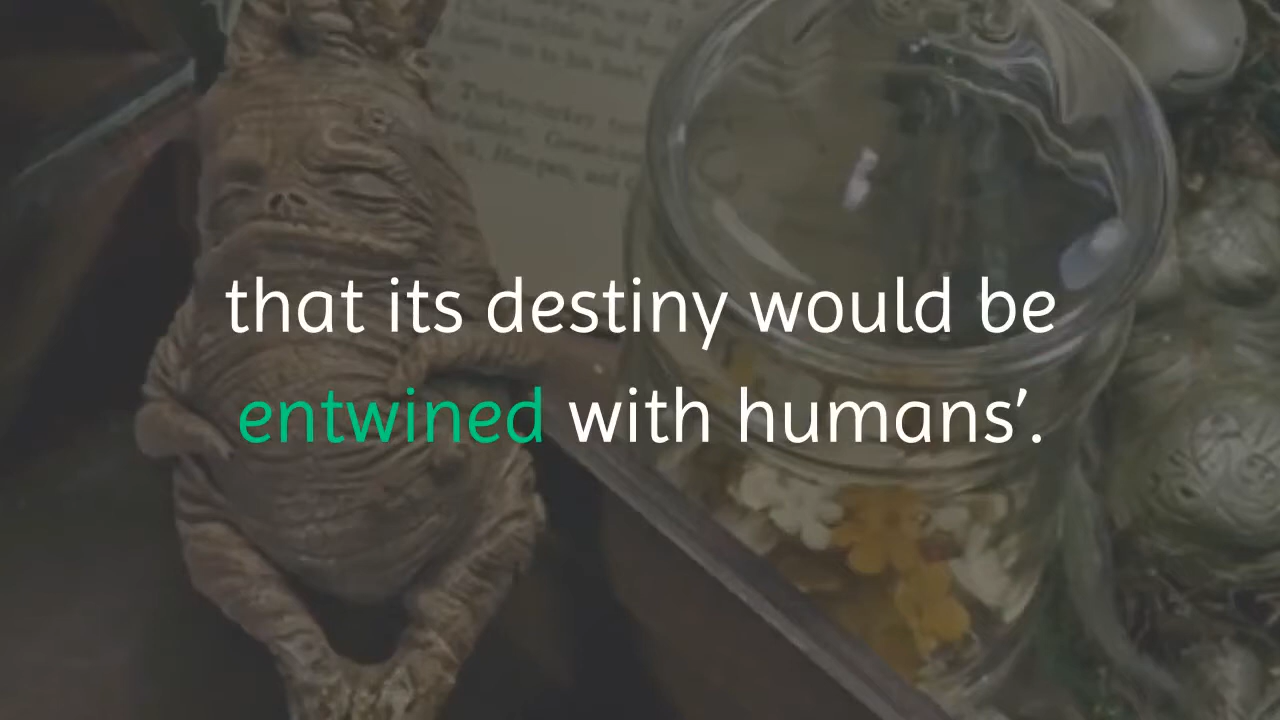 that its destiny would be
entwined with humans’.